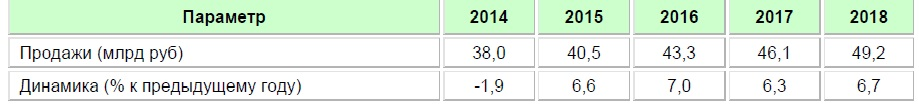 Параметр 2014 2015 2016 2017 2018
Продажи (млрд руб) 38,0 40,5 43,3 46,1 49,2
Динамика (% к предыдущему году) -1,9 6,6 7,0 6,3 6,7